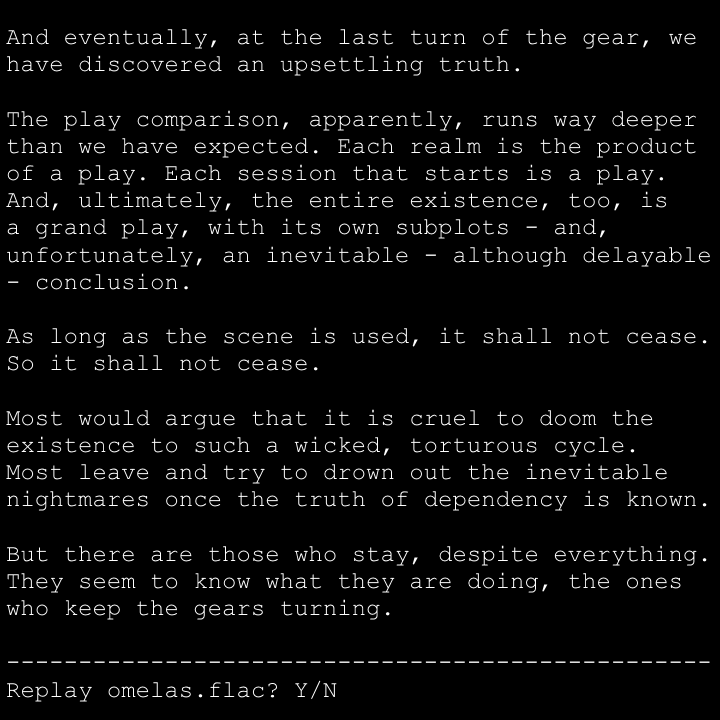 And eventually, at the last turn of the gear, we
have discovered an upsettling truth.
The play comparison, apparently, runs way deeper
than we have expected. Each realm is the product
of a play. Each session that starts is a play.
And, ultimately, the entire existence, too, is
a grand play, with its own subplots - and,
unfortunately, an inevitable - although delayable
- conclusion.
As long as the scene is used, it shall not cease.
So it shall not cease.
Most would argue that it is cruel to doom the
existence to such a wicked, torturous cycle.
Most leave and try to drown out the inevitable
nightmares once the truth of dependency is known.
But there are those who stay, despite everything.
They seem to know what they are doing, the ones
who keep the gears turning.
-------------------------------------------------
Replay omelas.flac? Y/N